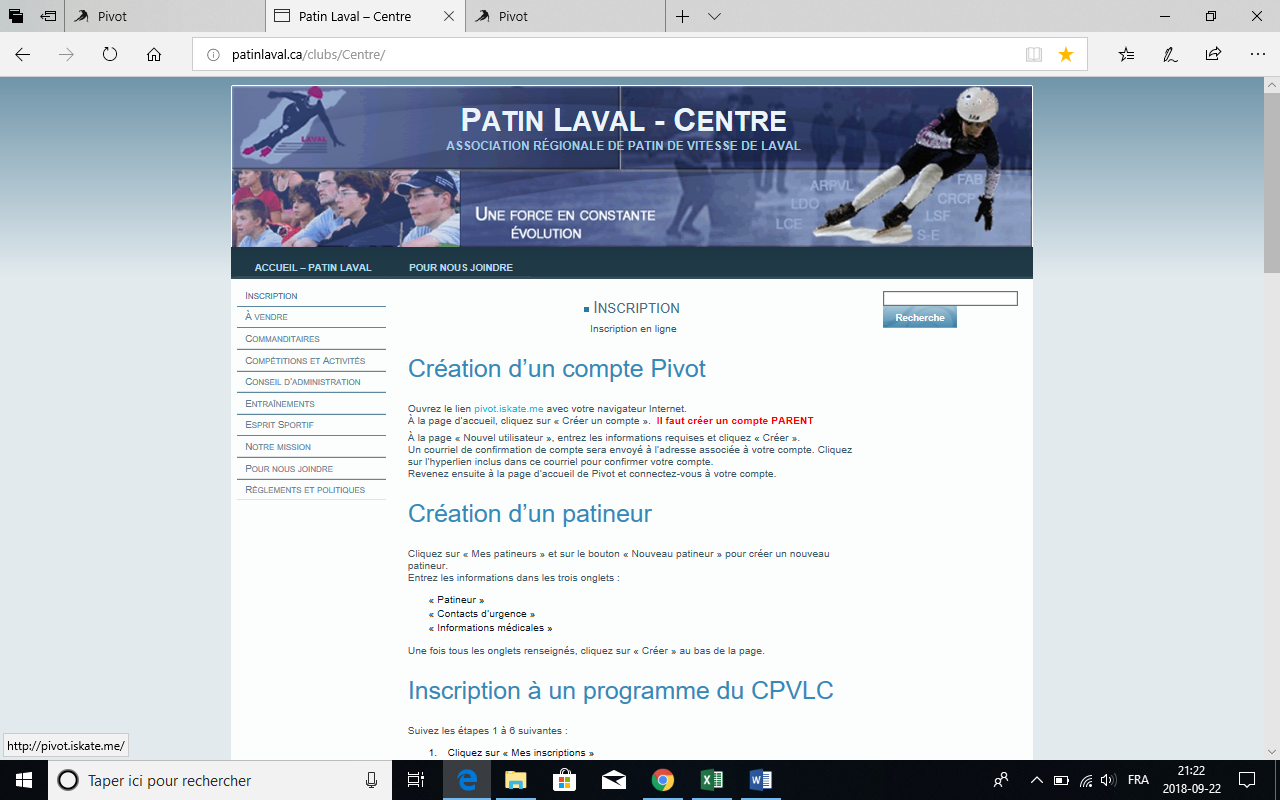 Pivot
Patin Laval – Centre
Pivot
patinlaval.ca/clubs/Centre/
PATIN LAVAL - CENTRE
ASSOCIATION RÉGIONALE DE PATIN DE VITESSE DE LAVAL
LAVAL
ARPVL
FAB
LDO
CRCP
LCE
LSF
S-E
UNE FORCE EN CONSTANTE
ÉVOLUTION
ACCUEIL – PATIN LAVAL
POUR NOUS JOINDRE
INSCRIPTION
À VENDRE
COMMANDITAIRES
COMPÉTITIONS ET ACTIVITÉS
CONSEIL D'ADMINISTRATION
ENTRAÎNEMENTS
ESPRIT SPORTIF
NOTRE MISSION
POUR NOUS JOINDRE
RÈGLEMENTS ET POLITIQUES
INSCRIPTION
Inscription en ligne
Création d'un compte Pivot
Ouvrez le lien pivot.iskate.me avec votre navigateur Internet.
À la page d'accueil, cliquez sur « Créer un compte ». Il faut créer un compte PARENT
À la page « Nouvel utilisateur », entrez les informations requises et cliquez « Créer ».
Un courriel de confirmation de compte sera envoyé à l'adresse associée à votre compte. Cliquez
sur l'hyperlien inclus dans ce courriel pour confirmer votre compte.
Revenez ensuite à la page d'accueil de Pivot et connectez-vous à votre compte.
Création d'un patineur
Cliquez sur « Mes patineurs » et sur le bouton « Nouveau patineur » pour créer un nouveau
patineur.
Entrez les informations dans les trois onglets :
« Patineur »
« Contacts d'urgence »
« Informations médicales »
Une fois tous les onglets renseignés, cliquez sur « Créer » au bas de la page.
Inscription à un programme du CPVLC
Suivez les étapes 1 à 6 suivantes :
1. Cliquez sur « Mes inscriptions »
Recherche
http://pivot.iskate.me/
Taper ici pour rechercher
FRA
21:22
2018-09-22